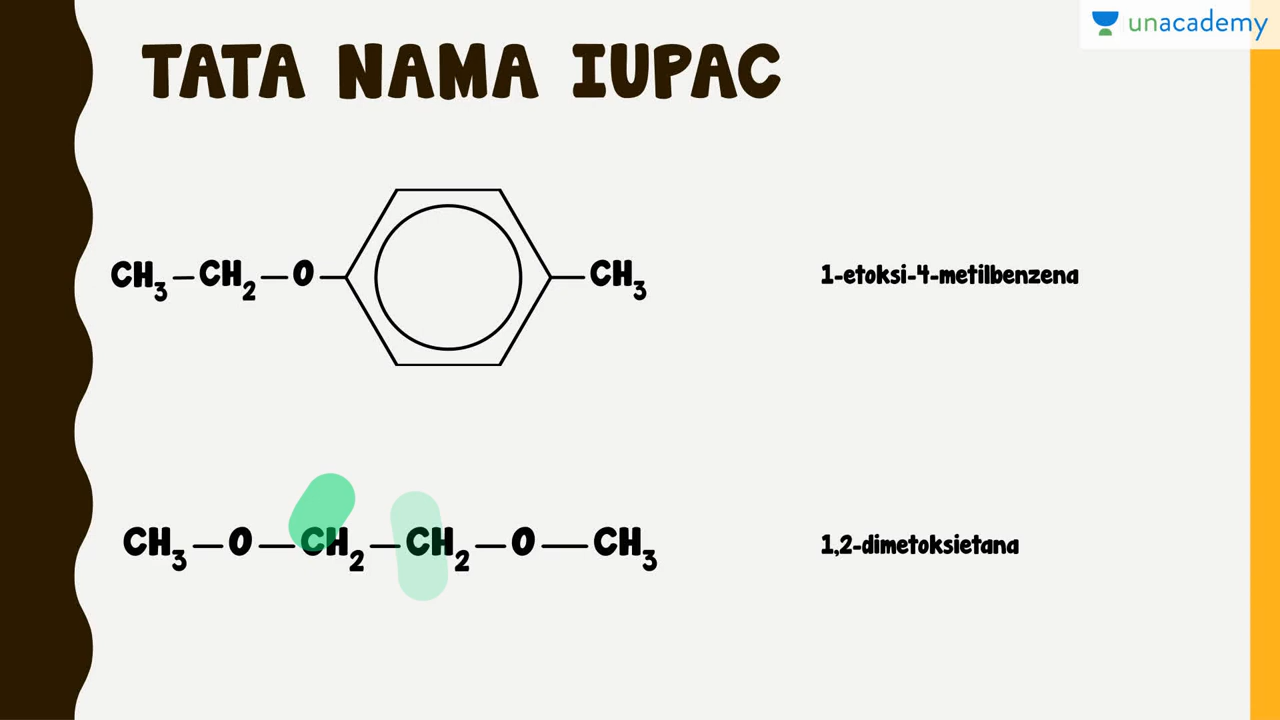 unacademy
TATA NAMA IUPAC
CH₃—CH₂—O— —CH₃
1-etoksi-4-metilbenzena
CH₃—O—CH₂—CH₂—O—CH₃
1,2-dimetoksietana